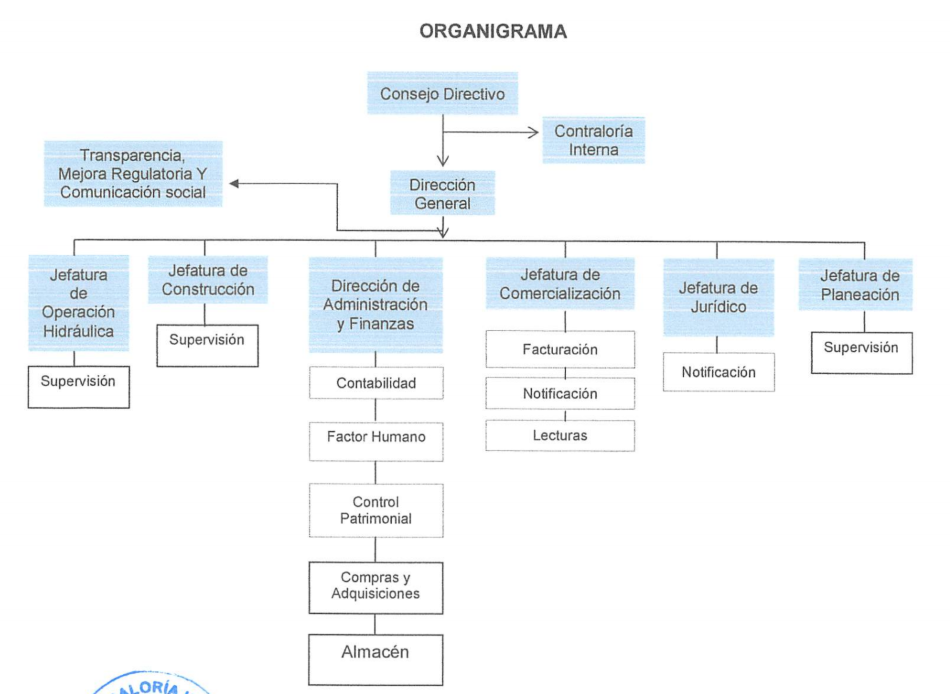 ORGANIGRAMA
Consejo Directivo
Contraloría
Interna
Transparencia,
Mejora Regulatoria Y
Comunicación social
Dirección
General
Jefatura
de
Operación
Hidráulica
Supervisión
Jefatura de
Construcción
Supervisión
Dirección de
Administración
y Finanzas
Contabilidad
Factor Humano
Control
Patrimonial
Compras y
Adquisiciones
Almacén
Jefatura de
Comercialización
Facturación
Notificación
Lecturas
Jefatura de
Jurídico
Notificación
Jefatura de
Planeación
Supervisión